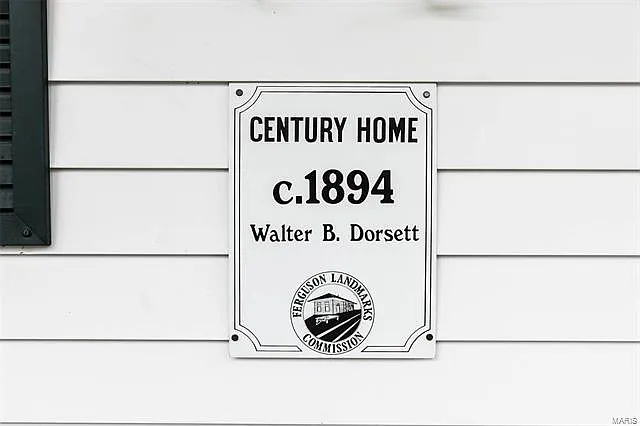 CENTURY HOME
c.1894
Walter B. Dorsett
FERGUSON LANDMARKS
COMMISSION
MARIS